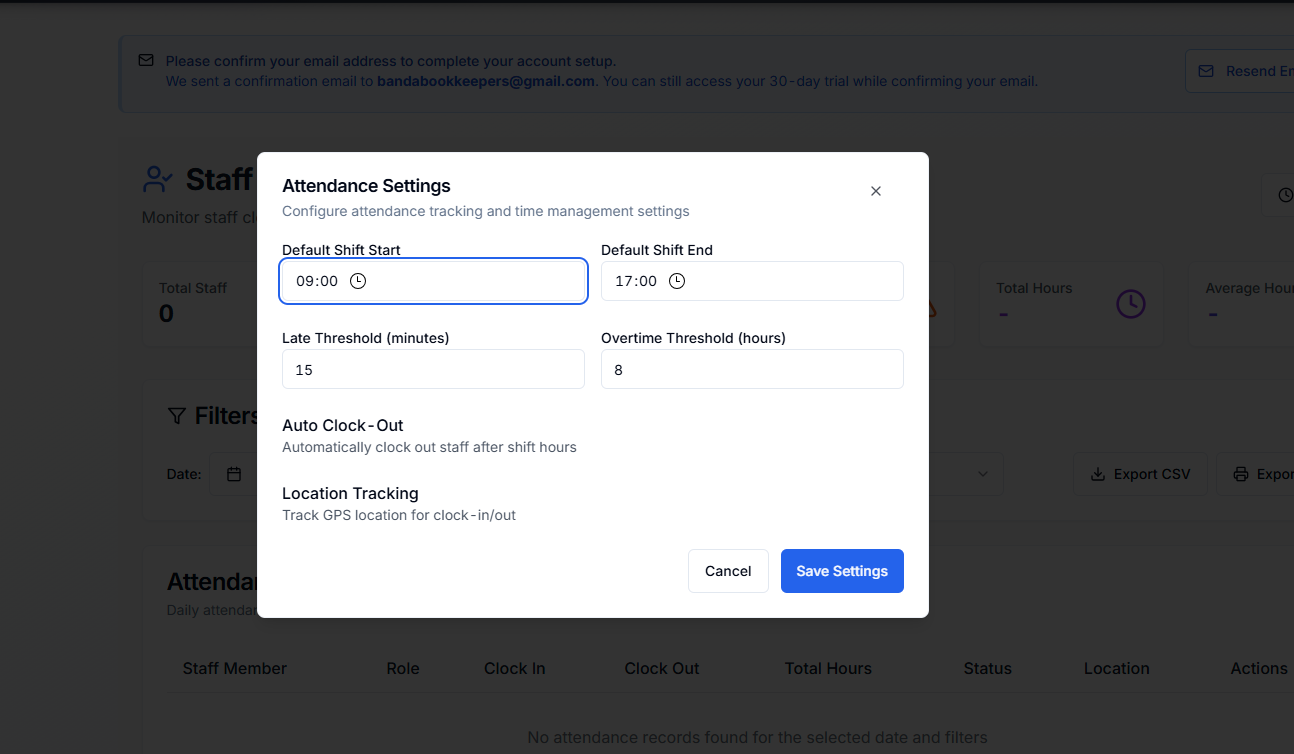 Please confirm your email address to complete your account setup.
We sent a confirmation email to bandabookkeepers@gmail.com. You can still access your 30-day trial while confirming your email.
Resend
Staff
Monitor staff
Attendance Settings
Configure attendance tracking and time management settings
Default Shift Start
Default Shift End
09:00
17:00
Total Staff
0
Total Hours
-
Average
-
Late Threshold (minutes)
Overtime Threshold (hours)
15
8
Filters
Auto Clock-Out
Automatically clock out staff after shift hours
Date:
Export CSV
Location Tracking
Track GPS location for clock-in/out
Cancel
Save Settings
Daily
Staff Member
Role
Clock In
Clock Out
Total Hours
Status
Location
Actions
No attendance records found for the selected date and filters